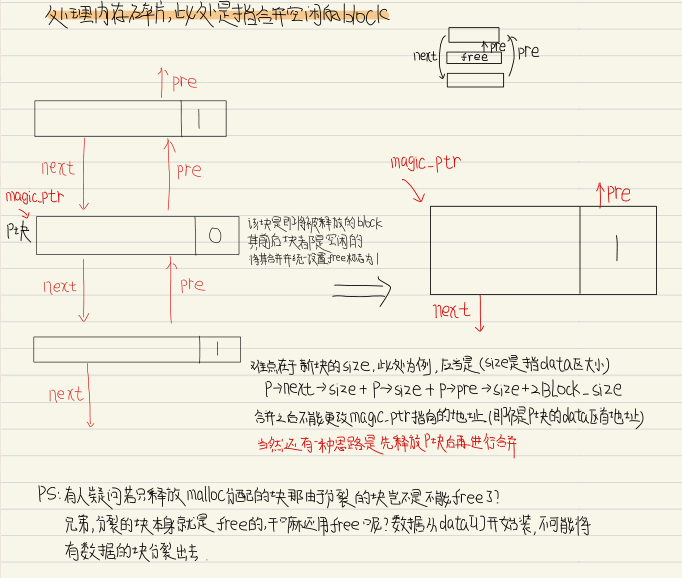 处理内存碎片,此处是指合并空闲的block
pre
next
free
pre
pre
1
next
pre
magic_ptr
magic_ptr
pre
P块
0
该块是即将被释放的block
其前后块都是空闲的
将其合并并统一设置free标志为1
1
next
pre
next
1
next
难点在于新块的size,此处为例,应当是(size是指data区大小)
P→next→size + P→size + P→pre→size+2BLOCK_size
合并之后不能更改magic_ptr指向的地址.(即仍是P块的data区有地址)
当然还有一种思路是先释放P块后再进行合并
PS: 有人疑问若只释放malloc分配的块那由于分裂的块岂不是不能free了?
兄弟,分裂的块本身就是free的,干嘛还用free呢?数据从data[1]开始装,不可能将
有数据的块分裂出去.